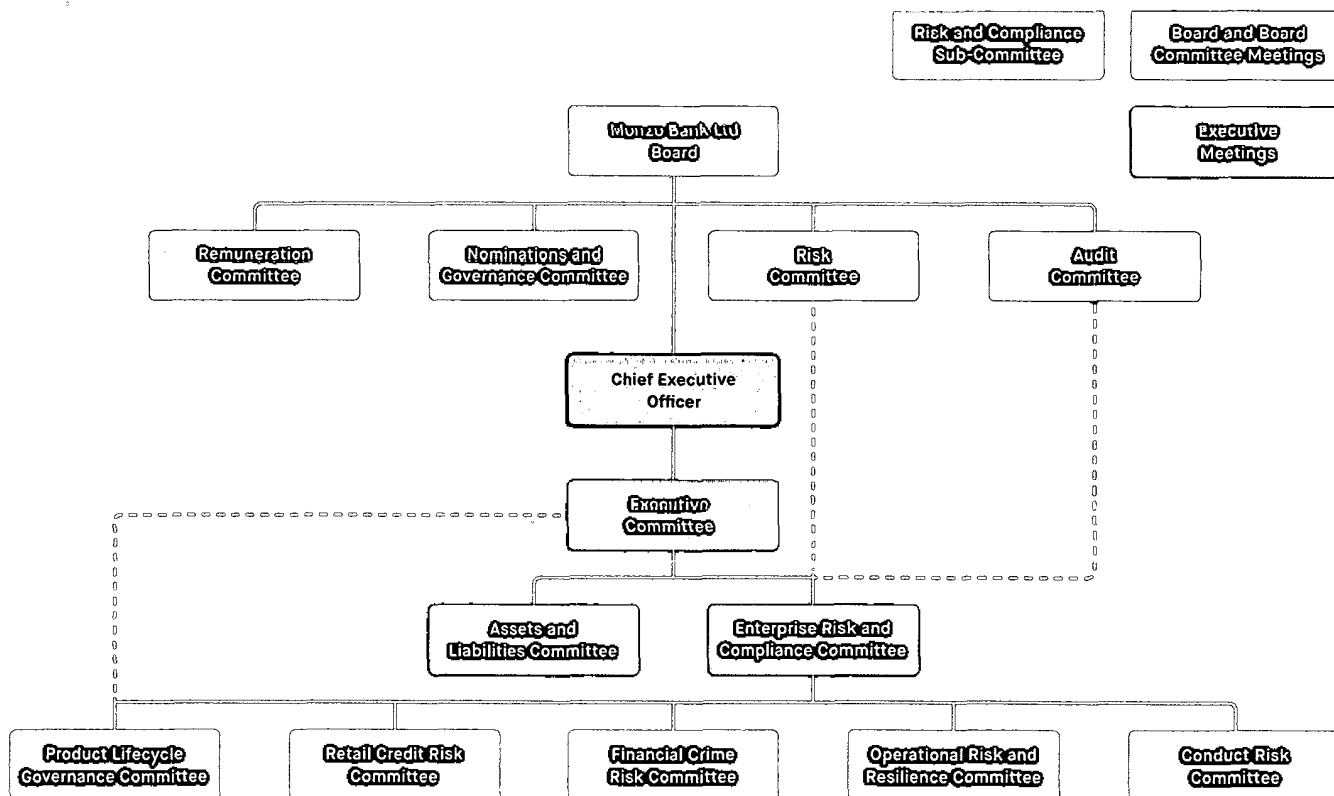 Risk and Compliance
Sub-Committee
Board and Board
Committee Meetings
Monzo Bank Ltd
Board
Executive
Meetings
Remuneration
Committee
Nominations and
Governance Committee
Risk
Committee
Audit
Committee
Chief Executive
Officer
Executive
Committee
Assets and
Liabilities Committee
Enterprise Risk and
Compliance Committee
Product Lifecycle
Governance Committee
Retail Credit Risk
Committee
Financial Crime
Risk Committee
Operational Risk and
Resilience Committee
Conduct Risk
Committee